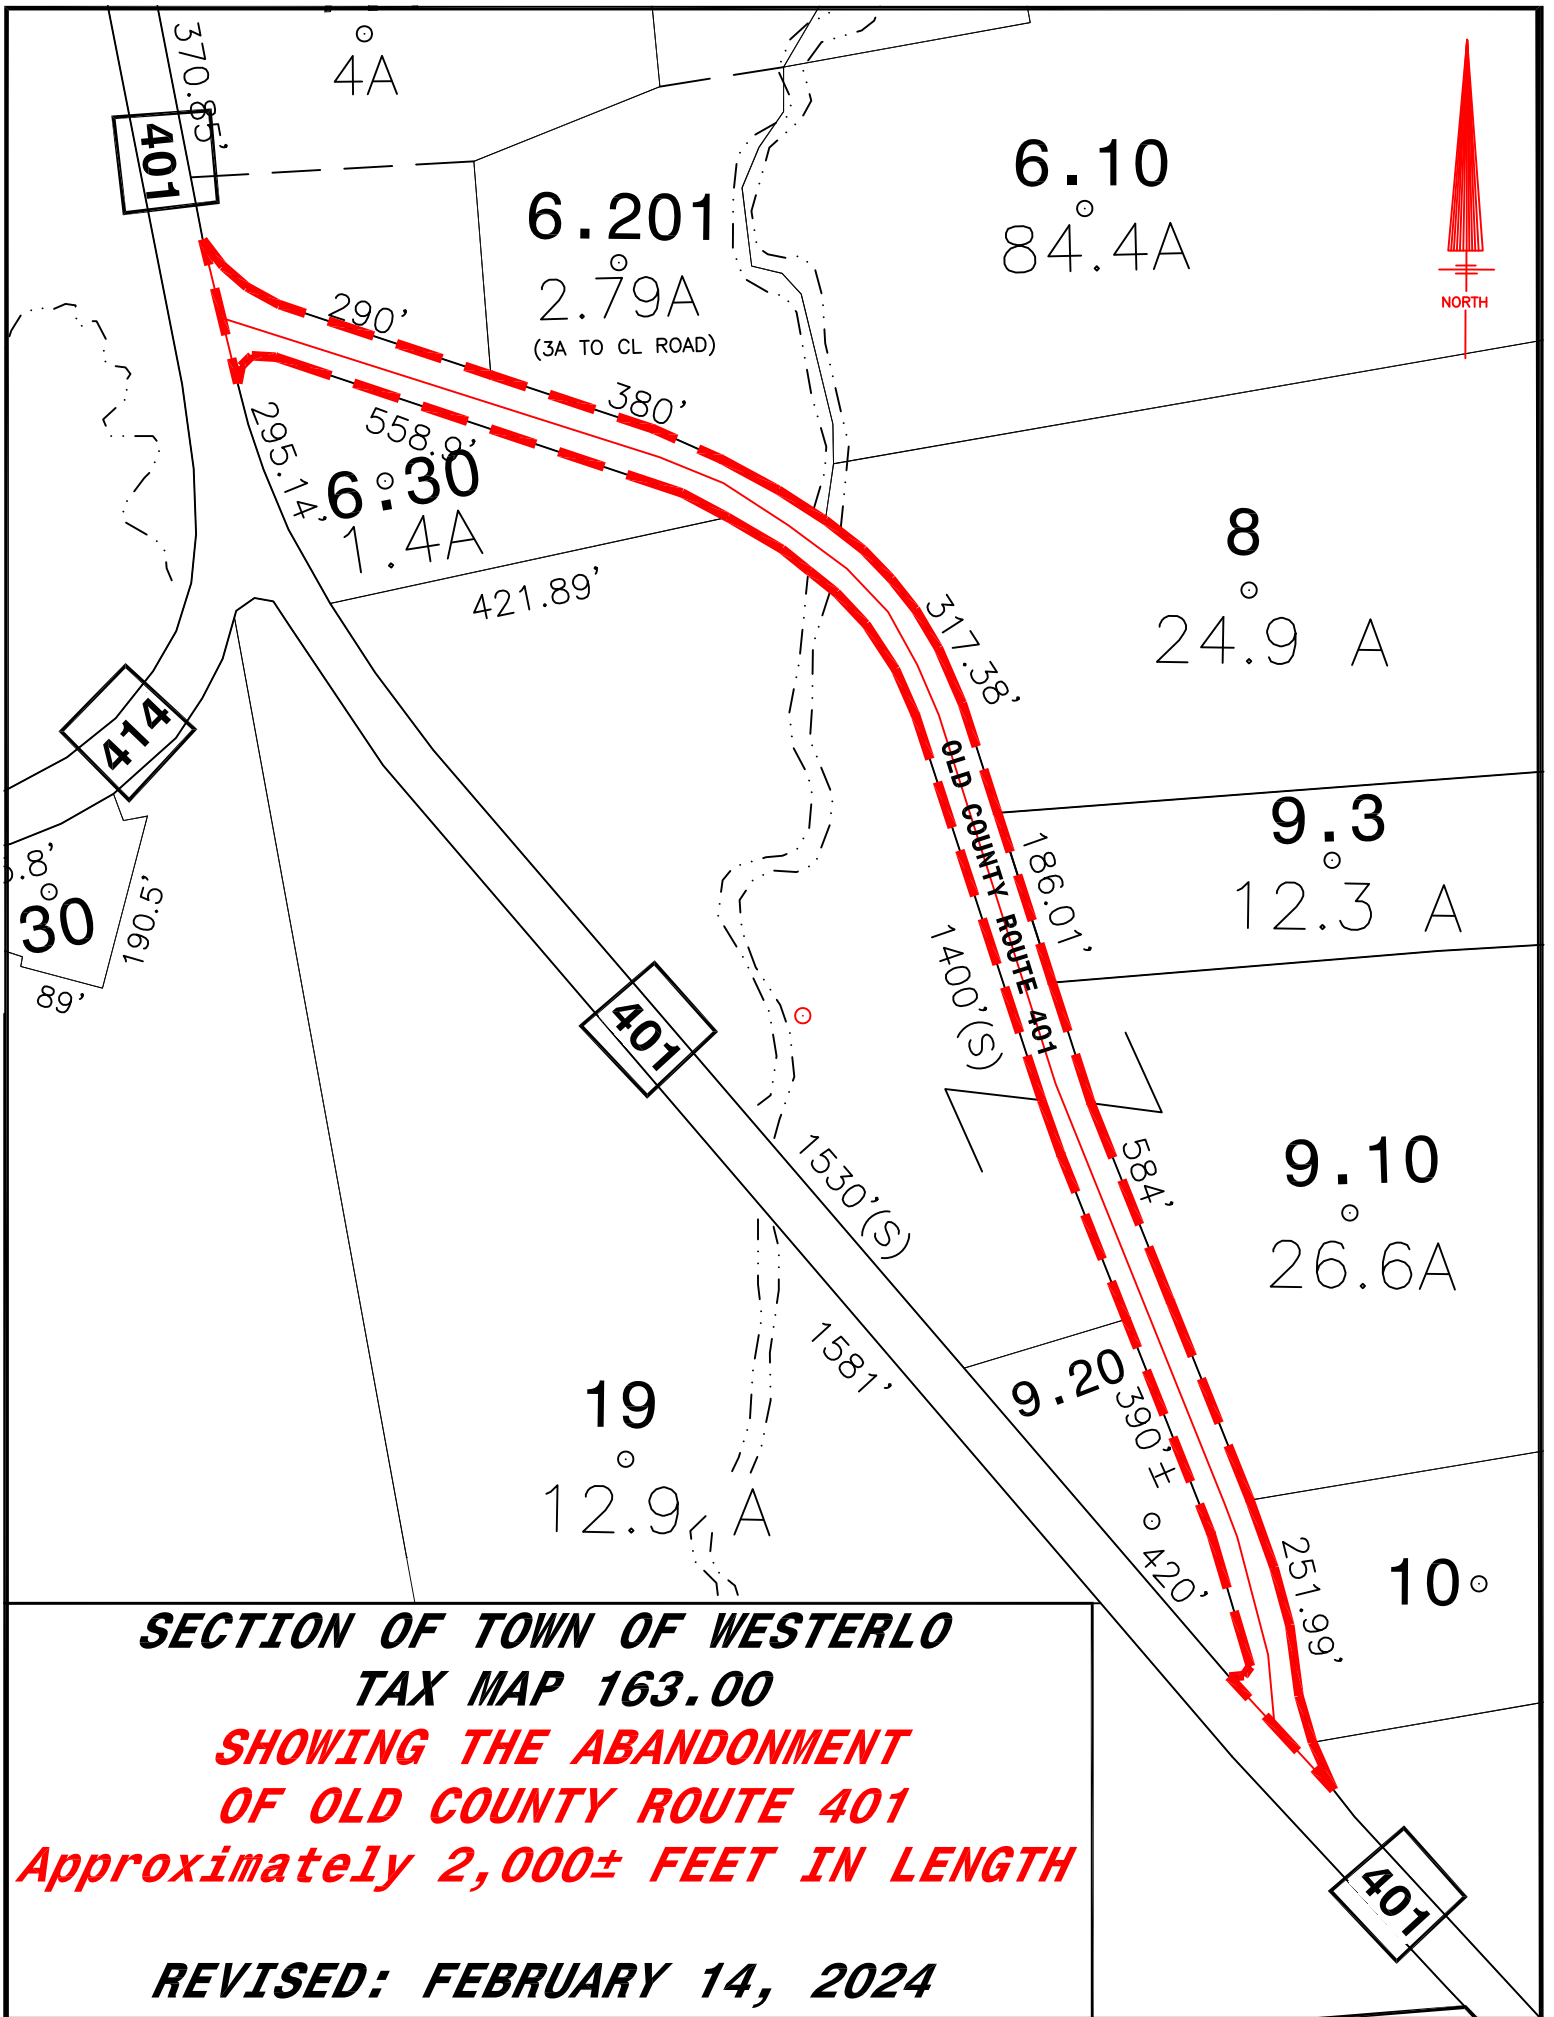 370.85'
4A
401
6.201
2.79A
(3A TO CL ROAD)
6.10
84.4A
NORTH
290'
380'
558.9'
295.14'
6.30
1.4A
421.89'
8
24.9 A
317.38'
414
OLD COUNTY ROUTE 401
9.3
12.3 A
186.01'
.8'
30
190.5'
89'
1400'(S)
401
584'
9.10
26.6A
1530'(S)
1581'
9.20
390'±
420'
19
12.9 A
251.99'
10
SECTION OF TOWN OF WESTERLO
TAX MAP 163.00
SHOWING THE ABANDONMENT
OF OLD COUNTY ROUTE 401
Approximately 2,000± FEET IN LENGTH
REVISED: FEBRUARY 14, 2024
401